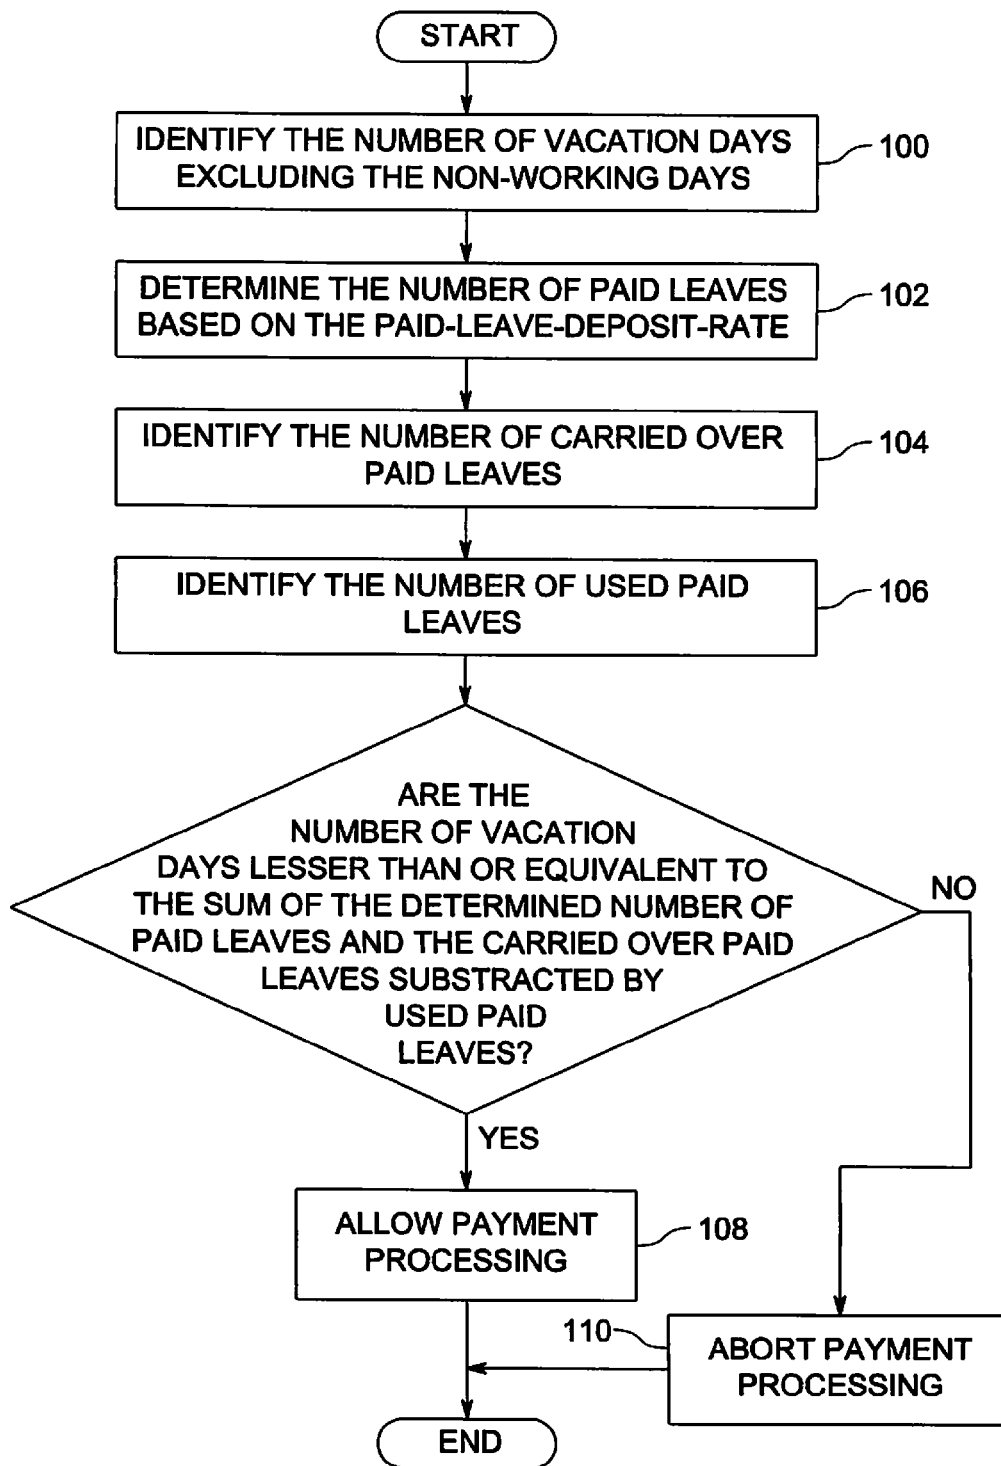 START
IDENTIFY THE NUMBER OF VACATION DAYS
EXCLUDING THE NON-WORKING DAYS
100
DETERMINE THE NUMBER OF PAID LEAVES
BASED ON THE PAID-LEAVE-DEPOSIT-RATE
102
IDENTIFY THE NUMBER OF CARRIED OVER
PAID LEAVES
104
IDENTIFY THE NUMBER OF USED PAID
LEAVES
106
ARE THE
NUMBER OF VACATION
DAYS LESSER THAN OR EQUIVALENT TO
THE SUM OF THE DETERMINED NUMBER OF
PAID LEAVES AND THE CARRIED OVER PAID
LEAVES SUBSTRACTED BY
USED PAID
LEAVES?
NO
YES
ALLOW PAYMENT
PROCESSING
108
110
ABORT PAYMENT
PROCESSING
END